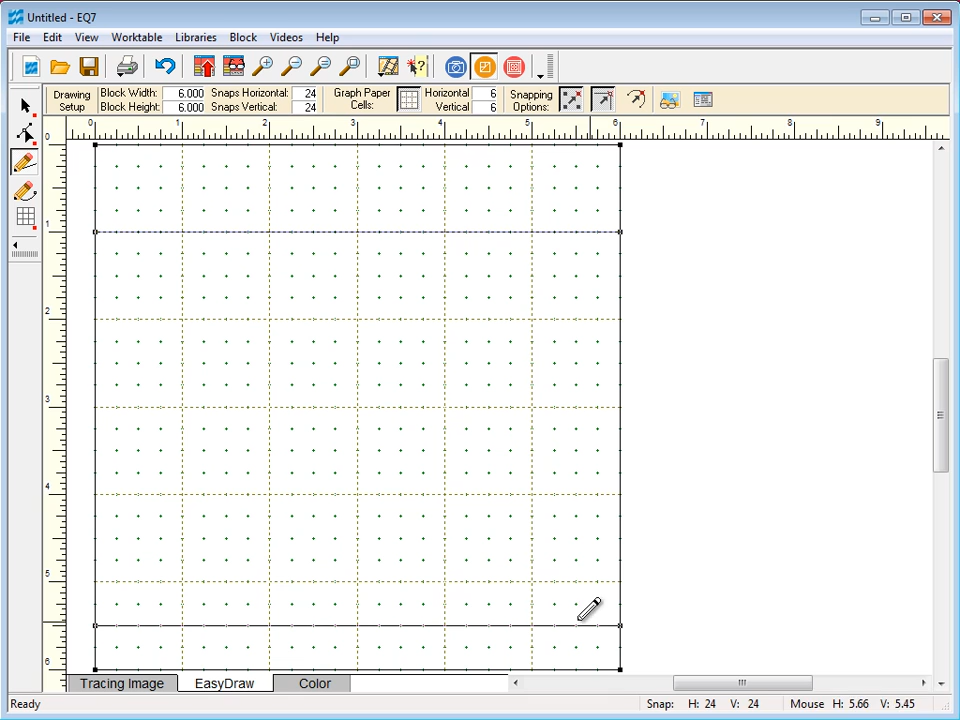 Untitled - EQ7
File Edit View Worktable Libraries Block Videos Help
Drawing Setup Block Width: 6.000 Snaps Horizontal: 24 Graph Paper Cells: Horizontal 6 Snapping Options:
Block Height: 6.000 Snaps Vertical: 24 Vertical 6
0 1 2 3 4 5 6 7 8 9
0
1
2
3
4
5
6
Tracing Image EasyDraw Color
Ready Snap: H: 24 V: 24 Mouse H: 5.66 V: 5.45